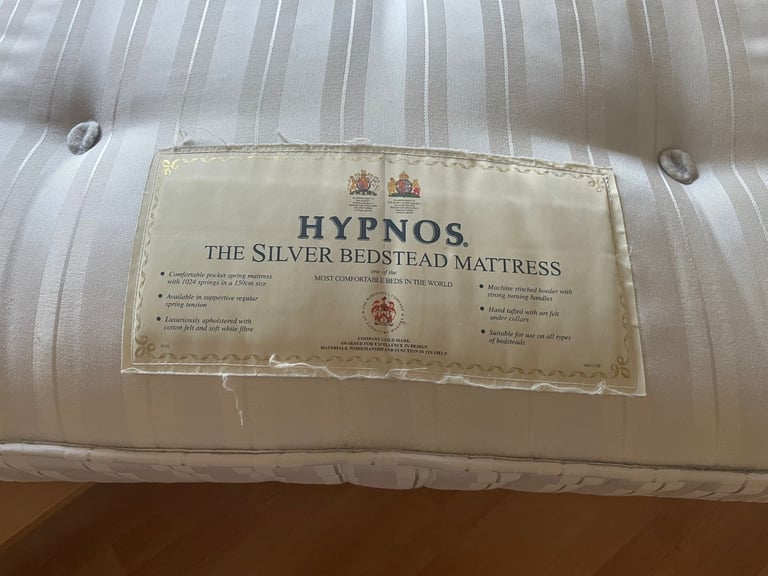 HYPNOS.
THE SILVER BEDSTEAD MATTRESS
one of the
MOST COMFORTABLE BEDS IN THE WORLD
• Comfortable pocket spring mattress
with 1024 springs in a 150cm size
• Available in supportive regular
spring tension
• Luxuriously upholstered with
cotton felt and soft white fibre
• Machine stitched border with
strong turning handles
• Hand tufted with art felt
under collars
• Suitable for use on all types
of bedsteads
COMPANY GUILD MARK
AWARDED FOR EXCELLENCE IN DESIGN
MATERIALS, WORKMANSHIP AND FUNCTION IN ITS FIELD